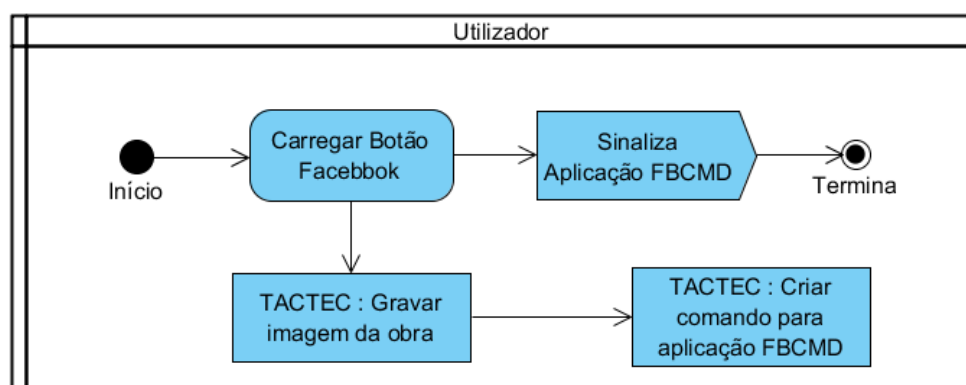 Utilizador
Carregar Botão
Facebbok
Sinaliza
Aplicação FBCMD
Início
Termina
TACTEC : Gravar
imagem da obra
TACTEC : Criar
comando para
aplicação FBCMD